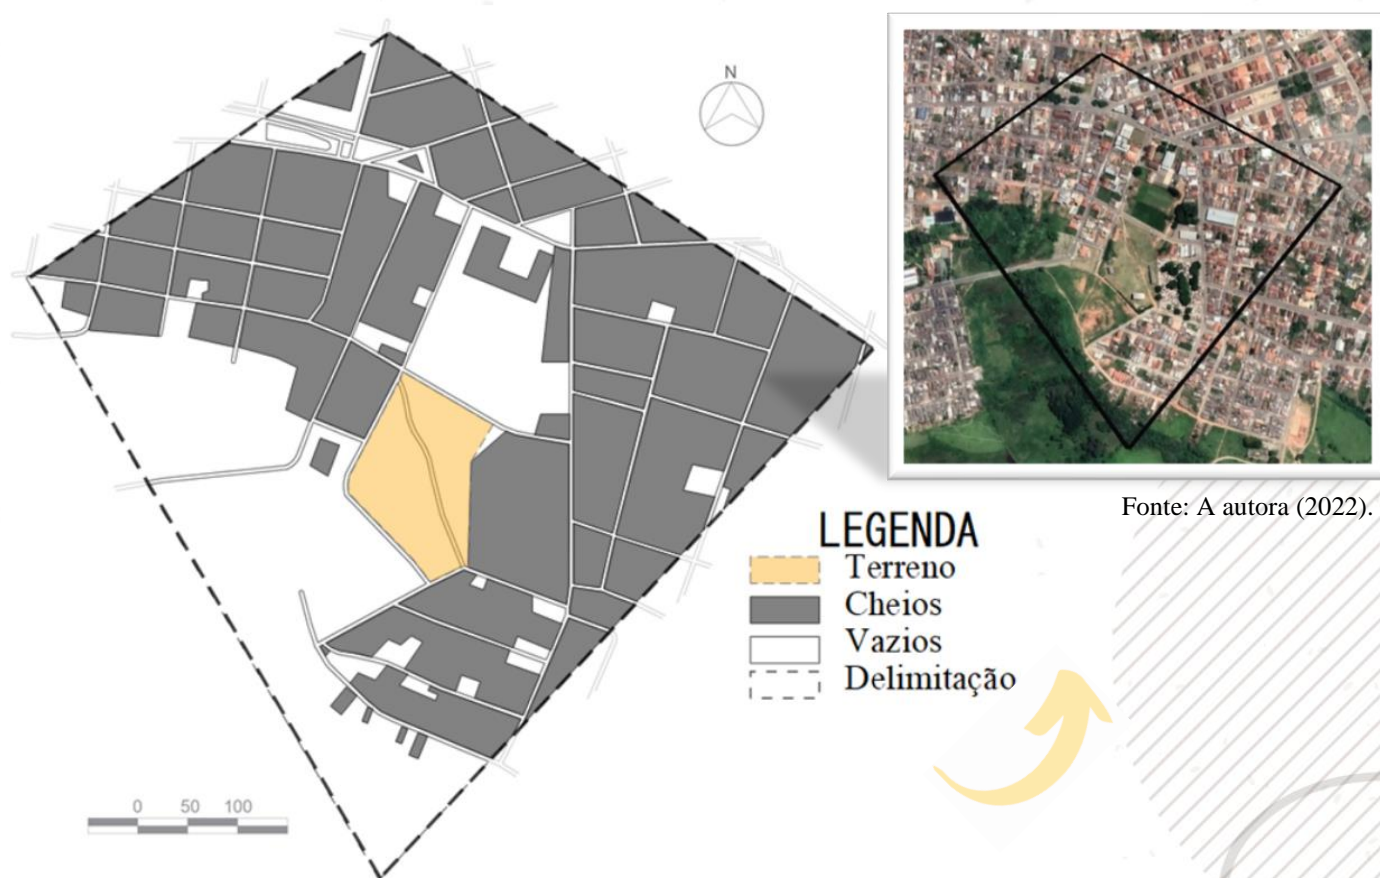 N
Fonte: A autora (2022).
LEGENDA
Terreno
Cheios
Vazios
Delimitação
0 50 100